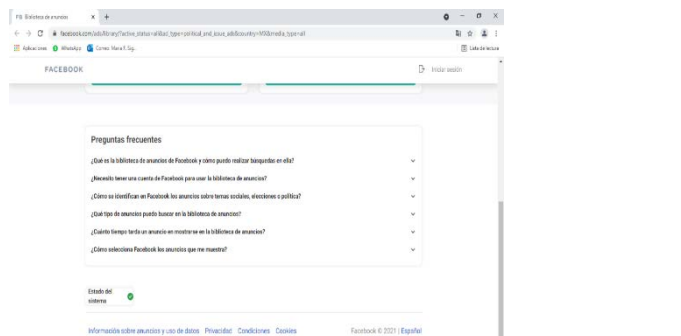 Biblioteca de anuncios
facebook.com/ads/library/?active_status=all&ad_type=political_and_issue_ads&country=MX&media_type=all
Aplicaciones WhatsApp Correo: María E. Sig... Lista de lectura
FACEBOOK Iniciar sesión
Preguntas frecuentes
¿Qué es la biblioteca de anuncios de Facebook y cómo puedo realizar búsquedas en ella?
¿Necesito tener una cuenta de Facebook para usar la biblioteca de anuncios?
¿Cómo se identifican en Facebook los anuncios sobre temas sociales, elecciones o política?
¿Qué tipo de anuncios puedo buscar en la biblioteca de anuncios?
¿Cuánto tiempo tarda un anuncio en mostrarse en la biblioteca de anuncios?
¿Cómo selecciona Facebook los anuncios que me muestra?
Estado del
sistema
Información sobre anuncios y uso de datos Privacidad Condiciones Cookies Facebook © 2021 | Español